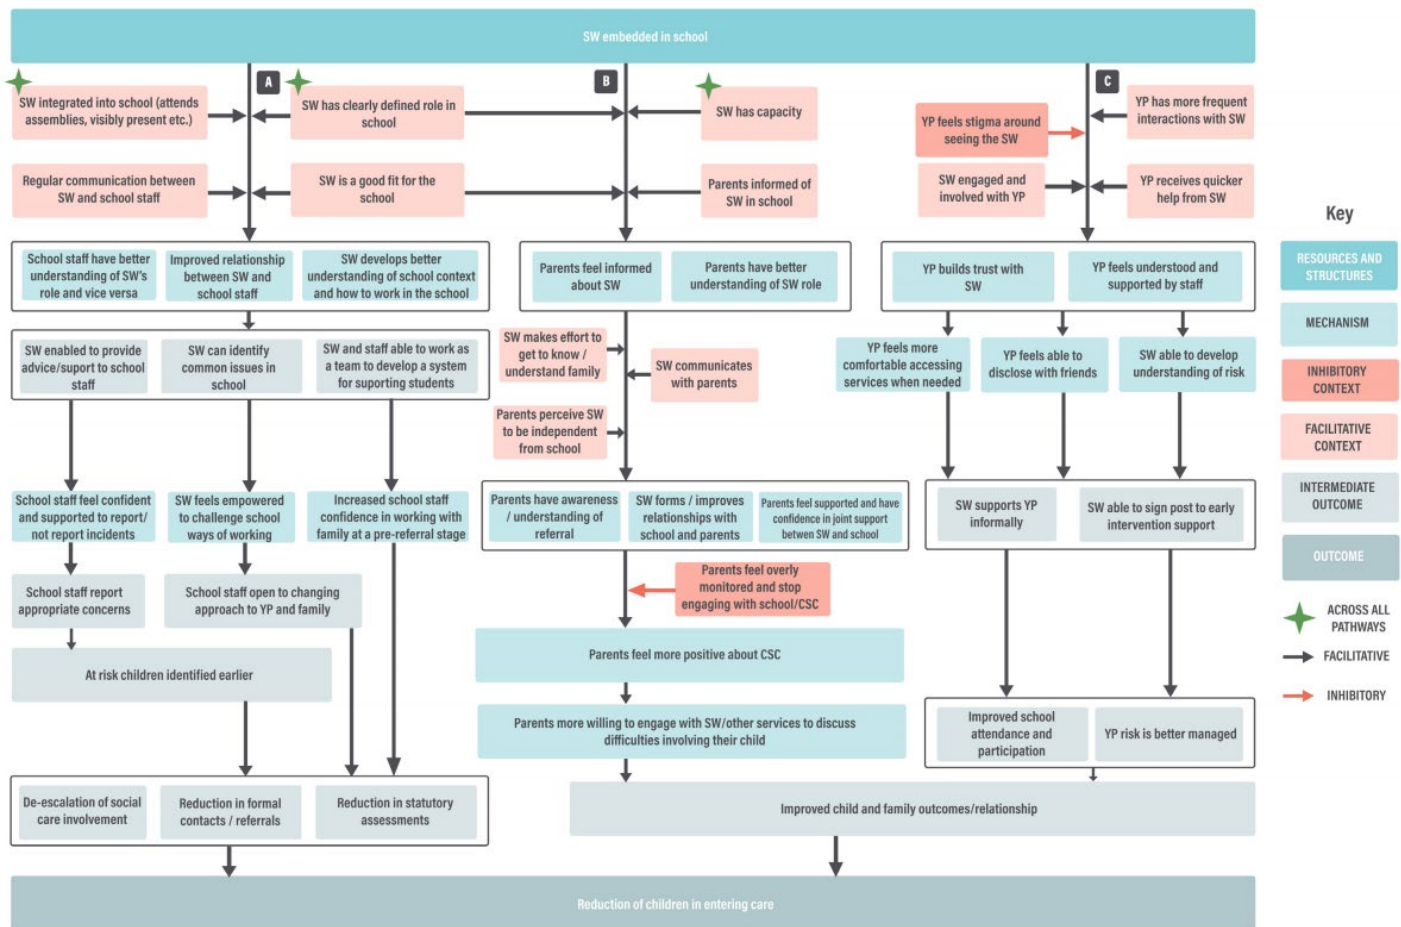 SW embedded in school
A
B
C
SW integrated into school (attends
assemblies, visibly present etc.)
SW has clearly defined role in
school
SW has capacity
YP feels stigma around
seeing the SW
YP has more frequent
interactions with SW
Regular communication between
SW and school staff
SW is a good fit for the
school
Parents informed of
SW in school
SW engaged and
involved with YP
YP receives quicker
help from SW
School staff have better
understanding of SW's
role and vice versa
Improved relationship
between SW and
school staff
SW develops better
understanding of school context
and how to work in the school
Parents feel informed
about SW
Parents have better
understanding of SW role
YP builds trust with
SW
YP feels understood and
supported by staff
SW enabled to provide
advice/suport to school
staff
SW can identify
common issues in
school
SW and staff able to work as
a team to develop a system
for suporting students
SW makes effort to
get to know /
understand family
SW communicates
with parents
Parents perceive SW
to be independent
from school
YP feels more
comfortable accessing
services when needed
YP feels able to
disclose with friends
SW able to develop
understanding of risk
School staff feel confident
and supported to report/
not report incidents
SW feels empowered
to challenge school
ways of working
Increased school staff
confidence in working with
family at a pre-referral stage
Parents have awareness
/ understanding of
referral
SW forms / improves
relationships with
school and parents
Parents feel supported and have
confidence in joint support
betwen SW and school
SW supports YP
informally
SW able to sign post to early
intervention support
School staff report
appropriate concerns
School staff open to changing
approach to YP and family
Parents feel overly
monitored and stop
engaging with school/CSC
At risk children identified earlier
Parents feel more positive about CSC
Parents more willing to engage with SW/other services to discuss
difficulties involving their child
Improved school
attendance and
participation
YP risk is better managed
De-escalation of social
care involvement
Reduction in formal
contacts / referrals
Reduction in statutory
assessments
Improved child and family outcomes/relationship
Reduction of children in entering care
Key
RESOURCES AND
STRUCTURES
MECHANISM
INHIBITORY
CONTEXT
FACILITATIVE
CONTEXT
INTERMEDIATE
OUTCOME
OUTCOME
ACROSS ALL
PATHWAYS
FACILITATIVE
INHIBITORY